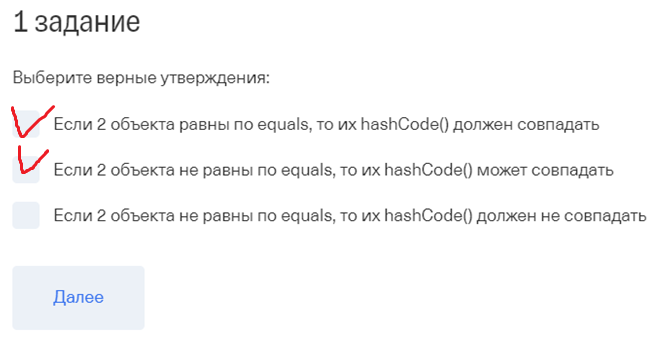 1 задание
Выберите верные утверждения:
Если 2 объекта равны по equals, то их hashCode() должен совпадать
Если 2 объекта не равны по equals, то их hashCode() может совпадать
Если 2 объекта не равны по equals, то их hashCode() должен не совпадать
Далее